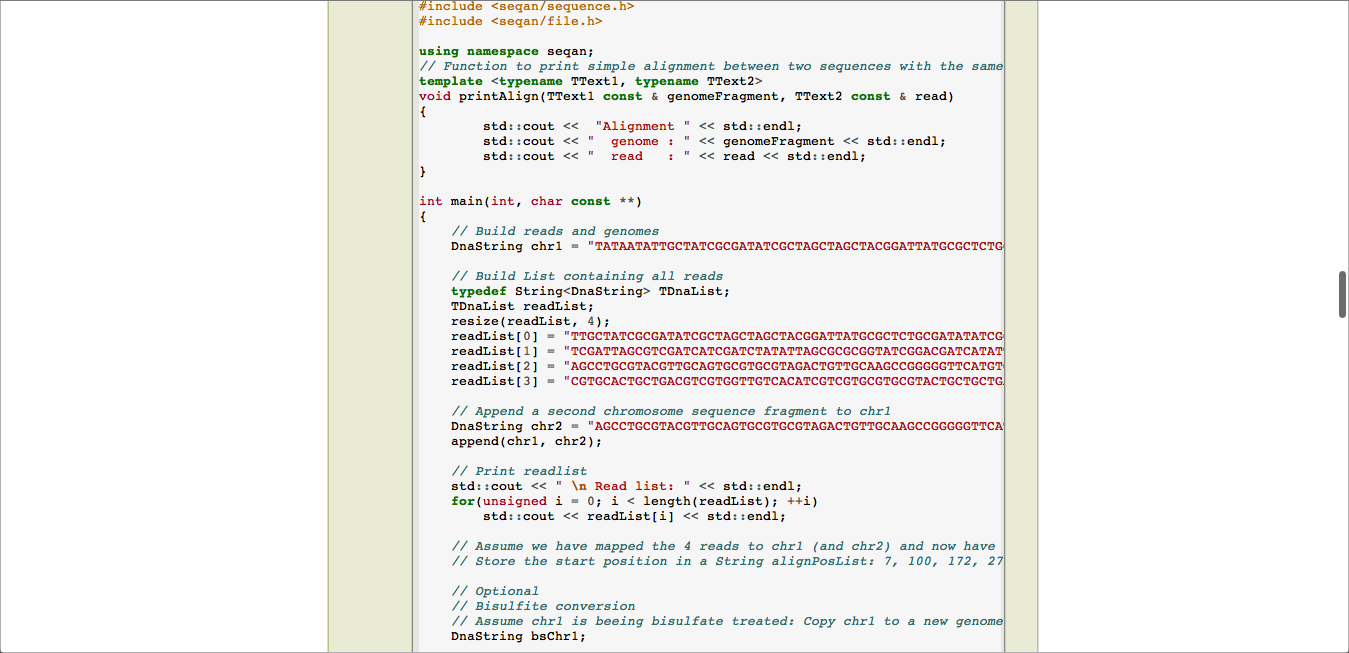 #include <seqan/sequence.h>
#include <seqan/file.h>
using namespace seqan;
// Function to print simple alignment between two sequences with the same
template <typename TText1, typename TText2>
void printAlign(TText1 const & genomeFragment, TText2 const & read)
{
std::cout <<  "Alignment " << std::endl;
std::cout << "  genome : " << genomeFragment << std::endl;
std::cout << "  read   : " << read << std::endl;
}
int main(int, char const **)
{
// Build reads and genomes
DnaString chr1 = "TATAATATTGCTATCGCGATATCGCTAGCTAGCTACGGATTATGCGCTCTG
// Build List containing all reads
typedef String<DnaString> TDnaList;
TDnaList readList;
resize(readList, 4);
readList[0] = "TTGCTATCGCGATATCGCTAGCTAGCTACGGATTATGCGCTCTGCGATATATCG
readList[1] = "TCGATTAGCGTCGATCATCGATCTATATTAGCGCGCGGTATCGGACGATCATAT
readList[2] = "AGCCTGCGTACGTTGCAGTGCGTGCGTAGACTGTTGCAAGCCGGGGGTTCATGT
readList[3] = "CGTGCACTGCTGACGTCGTGGTTGTCACATCGTCGTGCGTGCGTACTGCTGCTG
// Append a second chromosome sequence fragment to chr1
DnaString chr2 = "AGCCTGCGTACGTTGCAGTGCGTGCGTAGACTGTTGCAAGCCGGGGGTTCA
append(chr1, chr2);
// Print readlist
std::cout << " \n Read list: " << std::endl;
for(unsigned i = 0; i < length(readList); ++i)
std::cout << readList[i] << std::endl;
// Assume we have mapped the 4 reads to chr1 (and chr2) and now have
// Store the start position in a String alignPosList: 7, 100, 172, 27
// Optional
// Bisulfite conversion
// Assume chr1 is beeing bisulfate treated: Copy chr1 to a new genome
DnaString bsChr1;